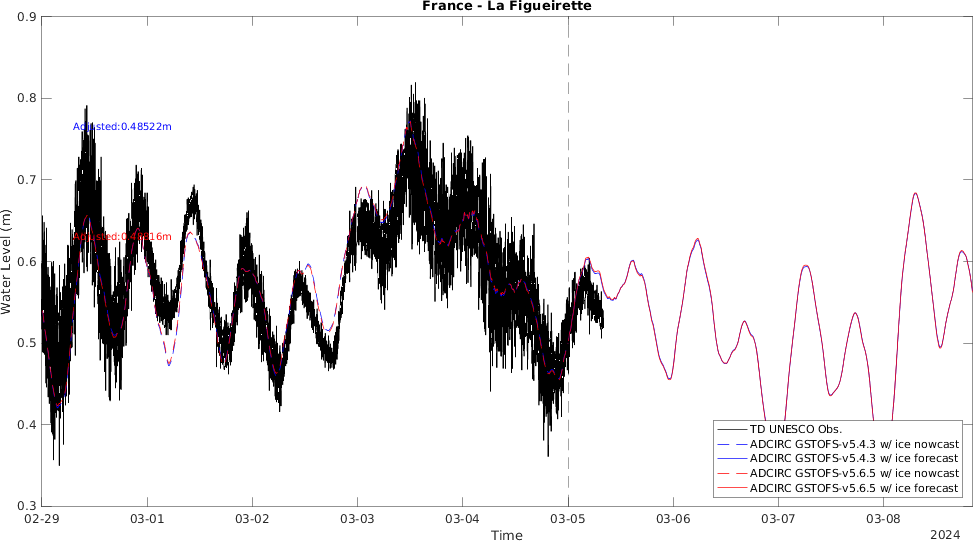 France - La Figueirette
0.9
0.8
0.7
0.6
0.5
0.4
0.3
Water Level (m)
Adjusted:0.48522m
02-29
03-01
03-02
03-03
03-04
03-05
03-06
03-07
03-08
Time
2024
TD UNESCO Obs.
ADCIRC GSTOFS-v5.4.3 w/ ice nowcast
ADCIRC GSTOFS-v5.4.3 w/ ice forecast
ADCIRC GSTOFS-v5.6.5 w/ ice nowcast
ADCIRC GSTOFS-v5.6.5 w/ ice forecast